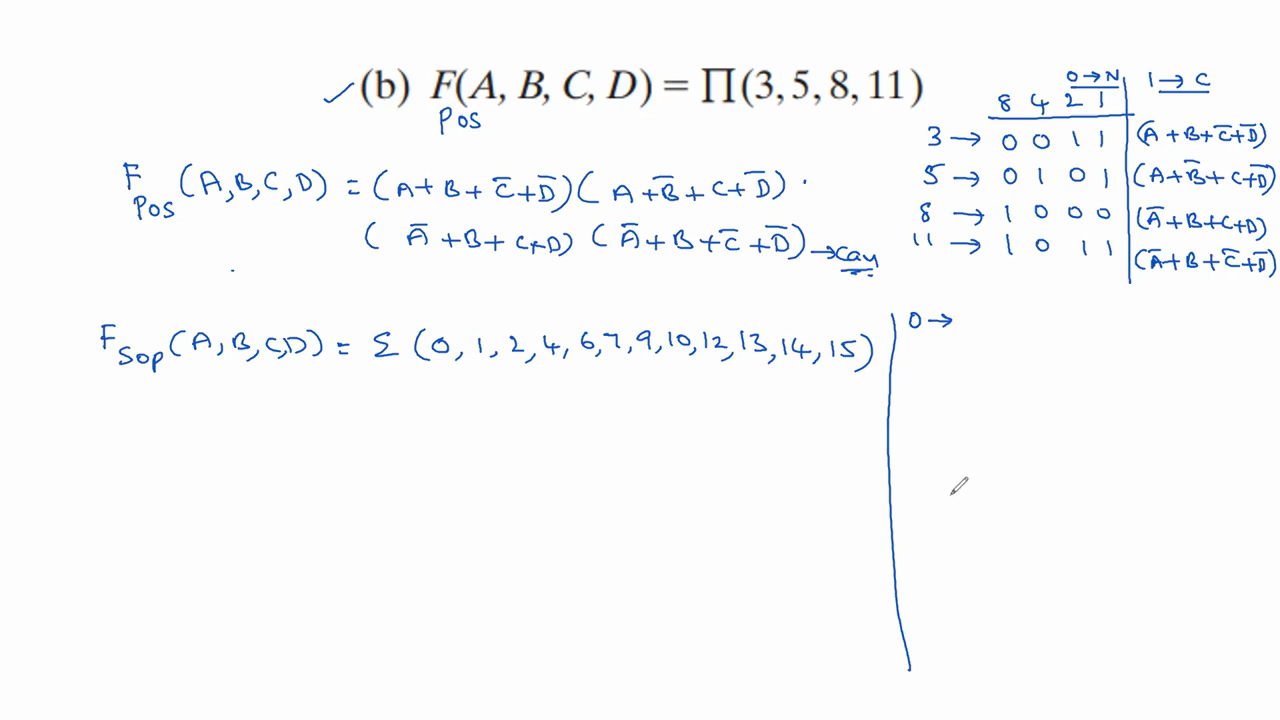 ✓(b) F(A, B, C, D) = Π(3, 5, 8, 11)
POS
0→N | 1→C
8 4 2 1
3 → 0 0 1 1 (A+B+C̅+D̅)
5 → 0 1 0 1 (A+B̅+C+D̅)
8 → 1 0 0 0 (A̅+B+C+D)
11 → 1 0 1 1 (A̅+B+C̅+D̅)
F POS (A,B,C,D) = (A+B+C̅+D̅)(A+B̅+C+D̅) ·
(A̅+B+C+D) (A̅+B+C̅+D̅) → Can
F Sop (A,B,C,D) = Σ (0, 1, 2, 4, 6,7,9,10,12,13,14,15)
0→